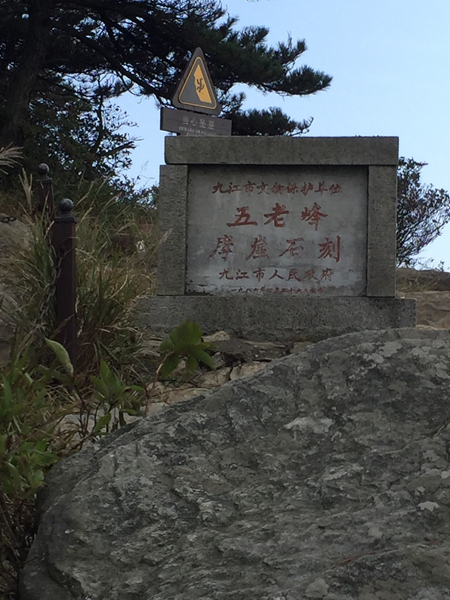 九江市文物保护单位
五老峰
摩崖石刻
九江市人民政府